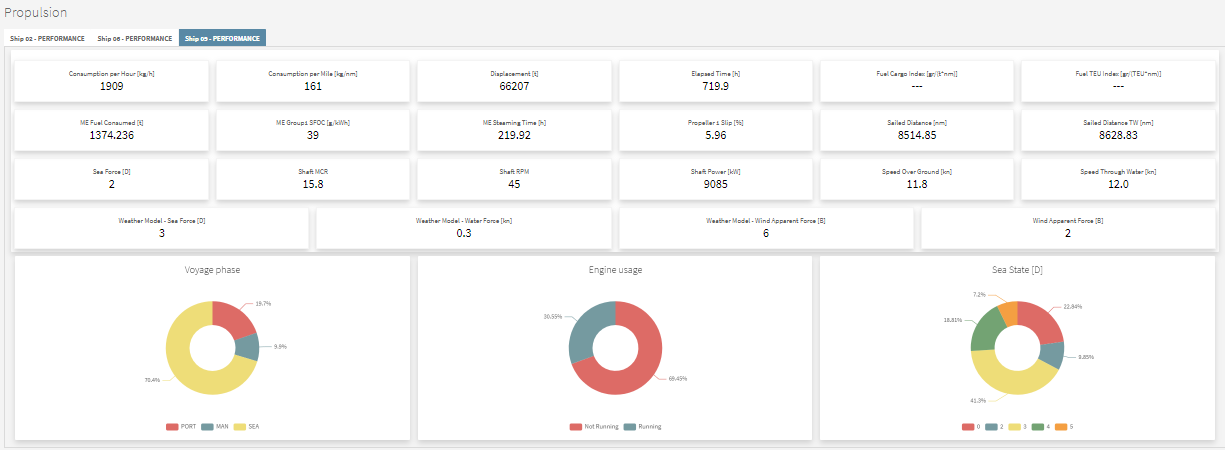 Propulsion
Ship 02 - PERFORMANCE Ship 06 - PERFORMANCE Ship 09 - PERFORMANCE
Consumption per Hour [kg/h] Consumption per Mile [kg/nm] Displacement [t] Elapsed Time [h] Fuel Cargo Index [gr/(t*nm)] Fuel TEU Index [gr/(TEU*nm)]
1909 161 66207 719.9 --- ---
ME Fuel Consumed [t] ME Group1 SFOC [g/kWh] ME Steaming Time [h] Propeller 1 Slip [%] Sailed Distance [nm] Sailed Distance TW [nm]
1374.236 39 219.92 5.96 8514.85 8628.83
Sea Force [D] Shaft MCR Shaft RPM Shaft Power [kW] Speed Over Ground [kn] Speed Through Water [kn]
2 15.8 45 9085 11.8 12.0
Weather Model - Sea Force [D] Weather Model - Water Force [kn] Weather Model - Wind Apparent Force [B] Wind Apparent Force [B]
3 0.3 6 2
Voyage phase Engine usage Sea State [D]
7.2%
19.7% 22.84%
30.55% 18.81%
9.9% 8.85%
70.4% 69.45%
41.3%
PORT MAN SEA Not Running Running 0 2 3 4 5